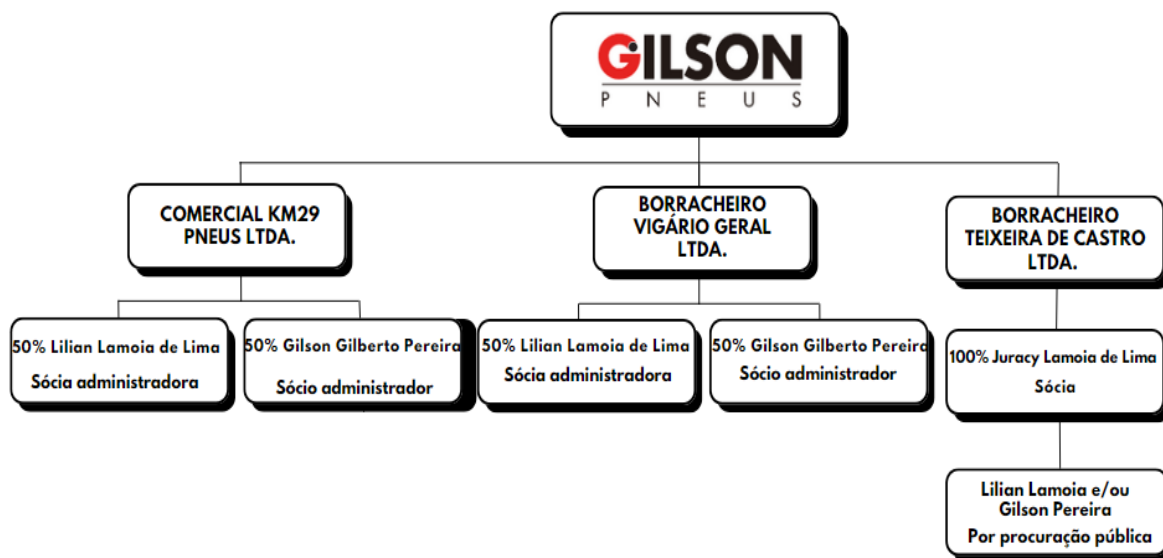 GILSON
PNEUS
COMERCIAL KM29
PNEUS LTDA.
BORRACHEIRO
VIGÁRIO GERAL
LTDA.
BORRACHEIRO
TEIXEIRA DE CASTRO
LTDA.
50% Lilian Lamoia de Lima
Sócia administradora
50% Gilson Gilberto Pereira
Sócio administrador
50% Lilian Lamoia de Lima
Sócia administradora
50% Gilson Gilberto Pereira
Sócio administrador
100% Juracy Lamoia de Lima
Sócia
Lilian Lamoia e/ou
Gilson Pereira
Por procuração pública